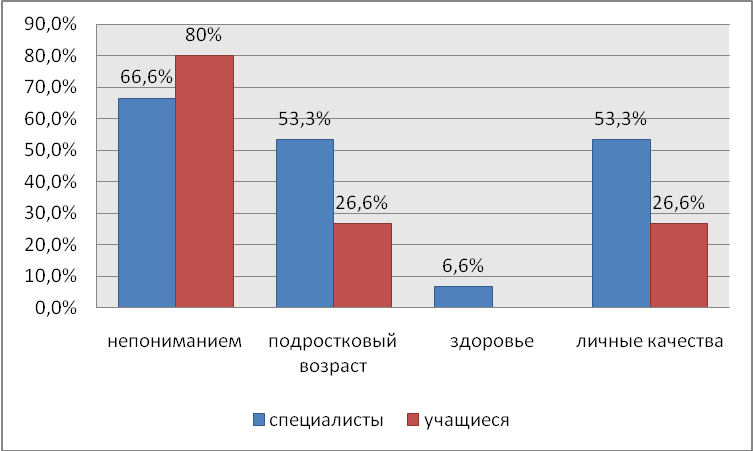 90,0%
80,0%
70,0%
60,0%
50,0%
40,0%
30,0%
20,0%
10,0%
0,0%
66,6%
80%
53,3%
26,6%
6,6%
53,3%
26,6%
непониманием
подростковый
возраст
здоровье
личные качества
специалисты
учащиеся